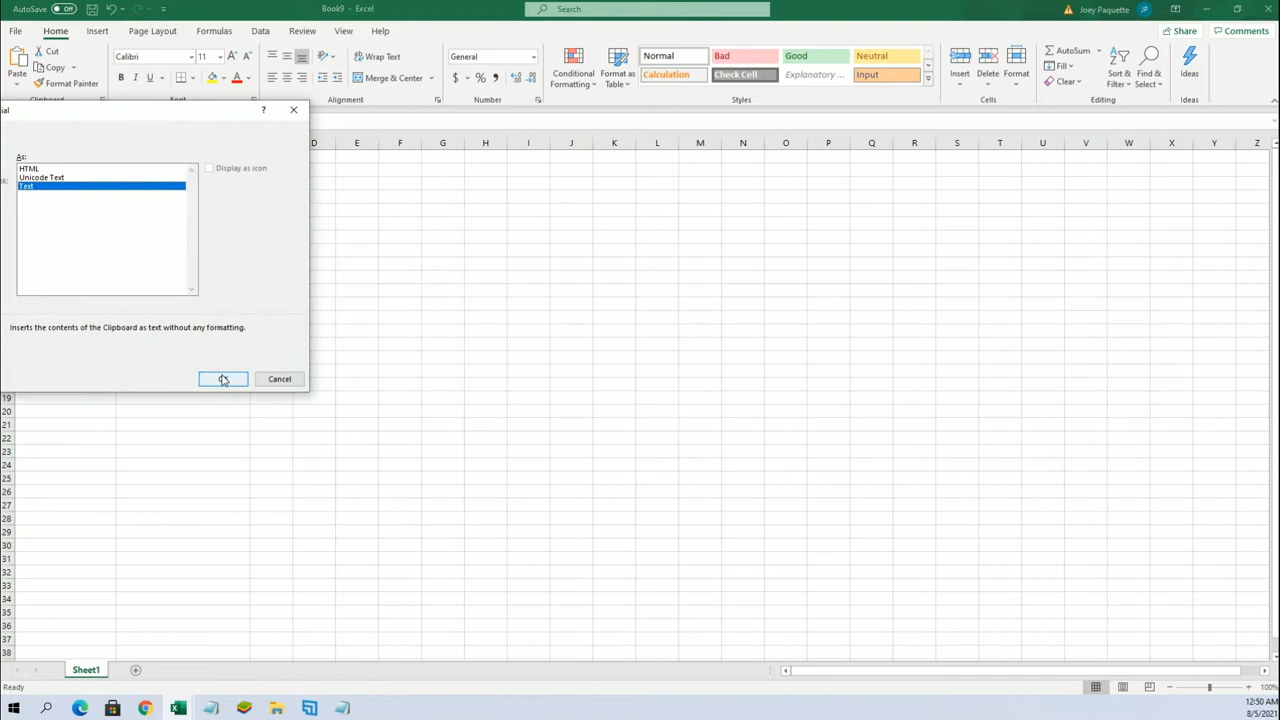 AutoSave Off Book9 - Excel Search Joey Paquette JP
File Home Insert Page Layout Formulas Data Review View Help Share Comments
Cut Calibri 11 Wrap Text General Normal Bad Good Neutral AutoSum
Copy Fill
Paste Format Painter Merge & Center Conditional Formatting Format as Table Calculation Check Cell Explanatory ... Input Insert Delete Format Clear Sort & Filter Find & Select Ideas
Clipboard Font Alignment Number Styles Cells Editing Ideas
ial ?
D E F G H I J K L M N O P Q R S T U V W X Y Z
As:
HTML
Display as icon
Unicode Text
Text
Inserts the contents of the Clipboard as text without any formatting.
Cancel
19
20
21
22
23
24
25
26
27
28
29
30
31
32
33
34
35
36
37
38
Sheet1
Ready 100%
12:50 AM
8/5/2021